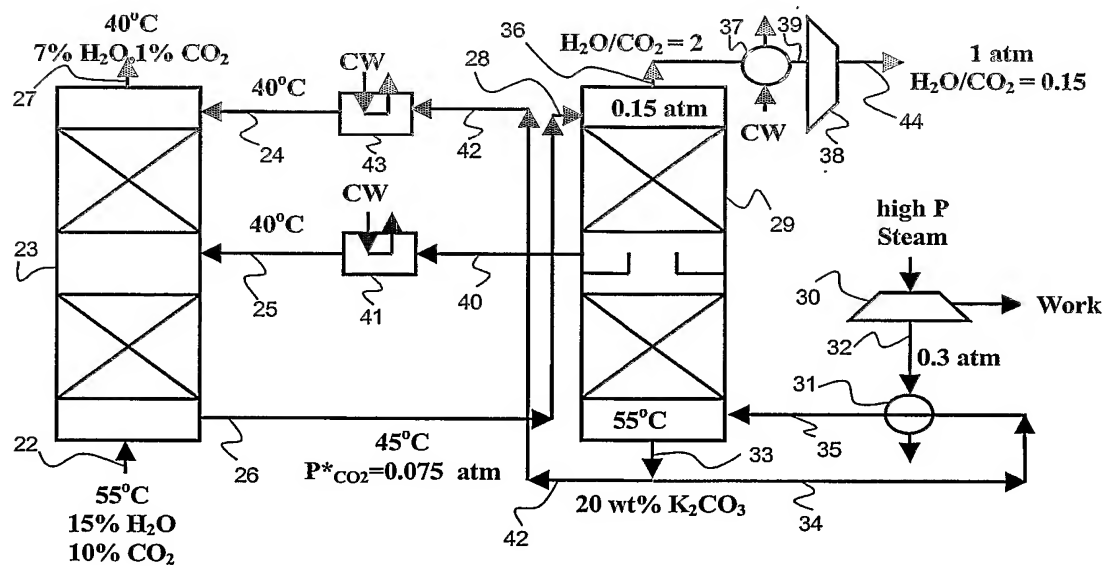 40°C
7% H₂O, 1% CO₂
27
40°C
24
CW
43
42
28
36
H₂O/CO₂ = 2
37
39
1 atm
H₂O/CO₂ = 0.15
44
38
CW
0.15 atm
29
23
40°C
25
CW
41
40
high P
Steam
30
Work
32
0.3 atm
31
35
55°C
22
26
45°C
P*CO2=0.075 atm
33
34
42
20 wt% K₂CO₃
55°C
15% H₂O
10% CO₂